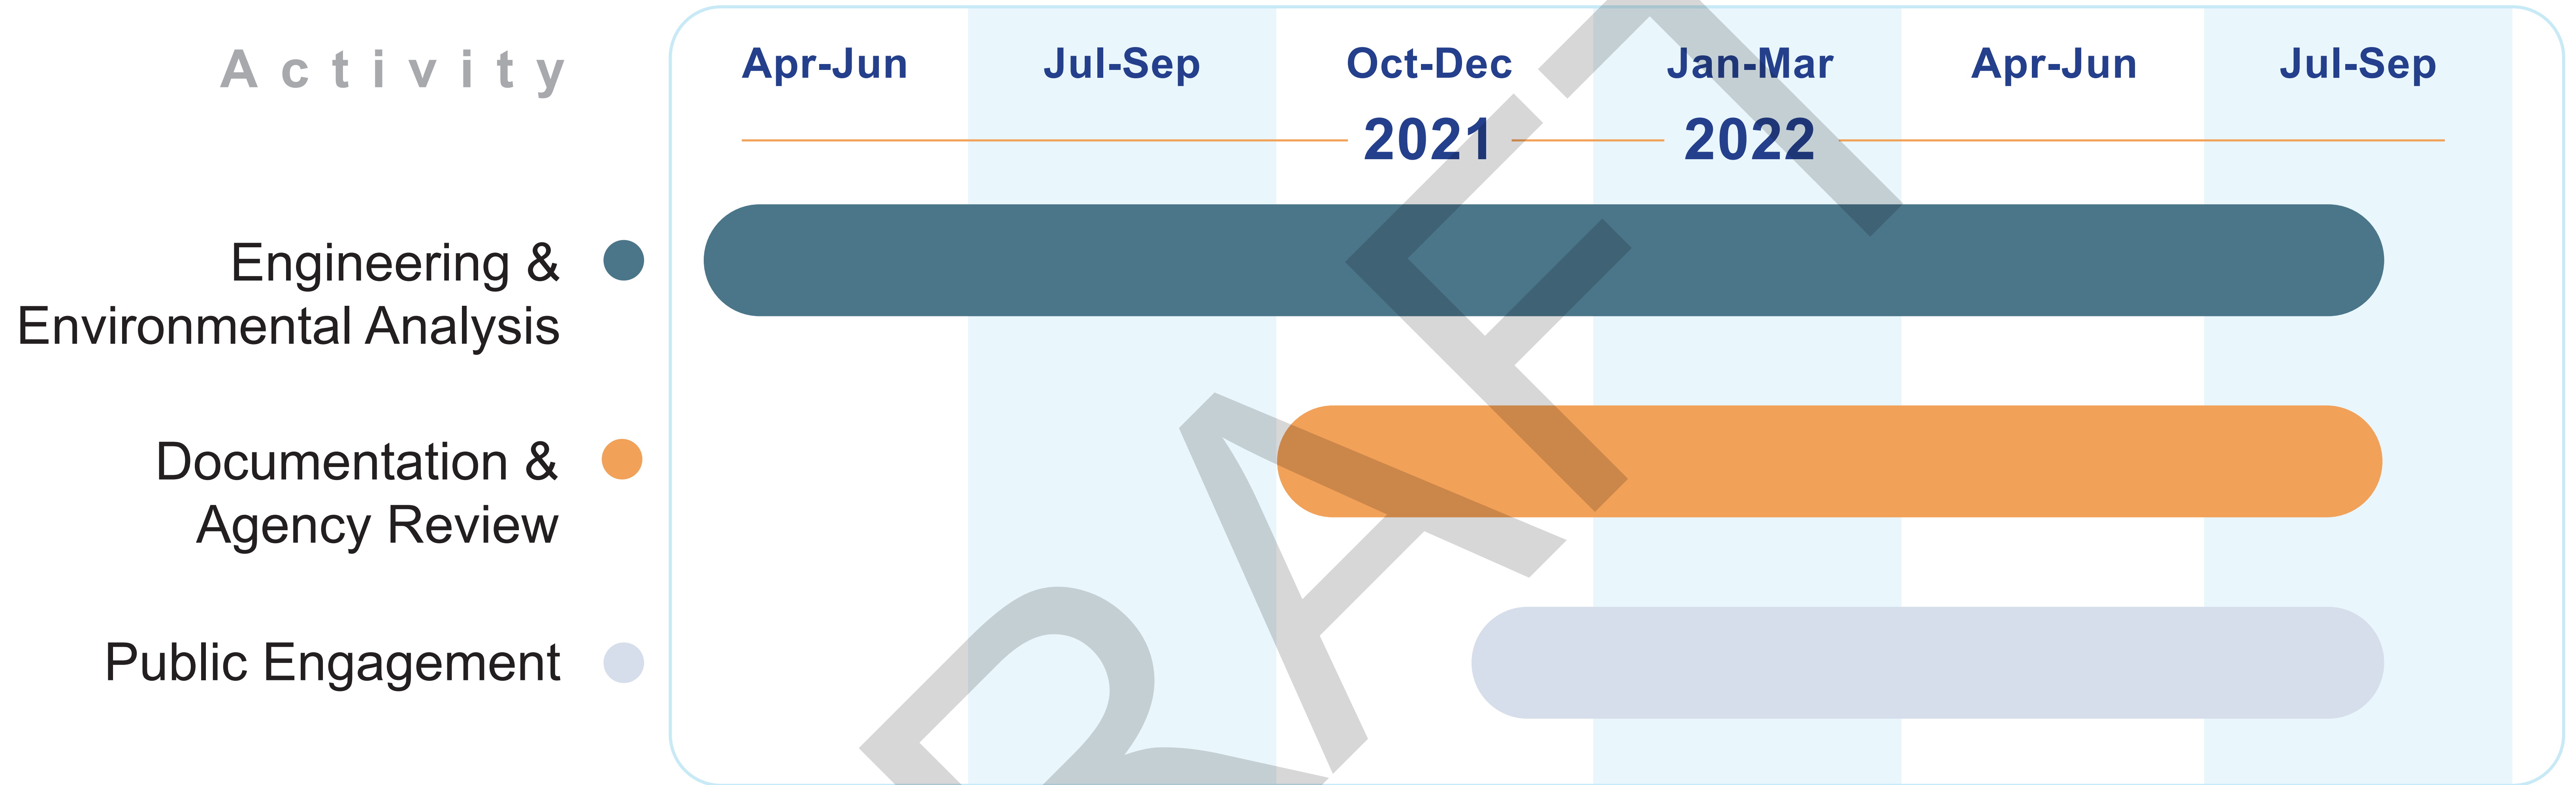 Activity
Apr-Jun Jul-Sep Oct-Dec Jan-Mar Apr-Jun Jul-Sep
2021 2022
Engineering &
Environmental Analysis
Documentation &
Agency Review
Public Engagement
RAFT